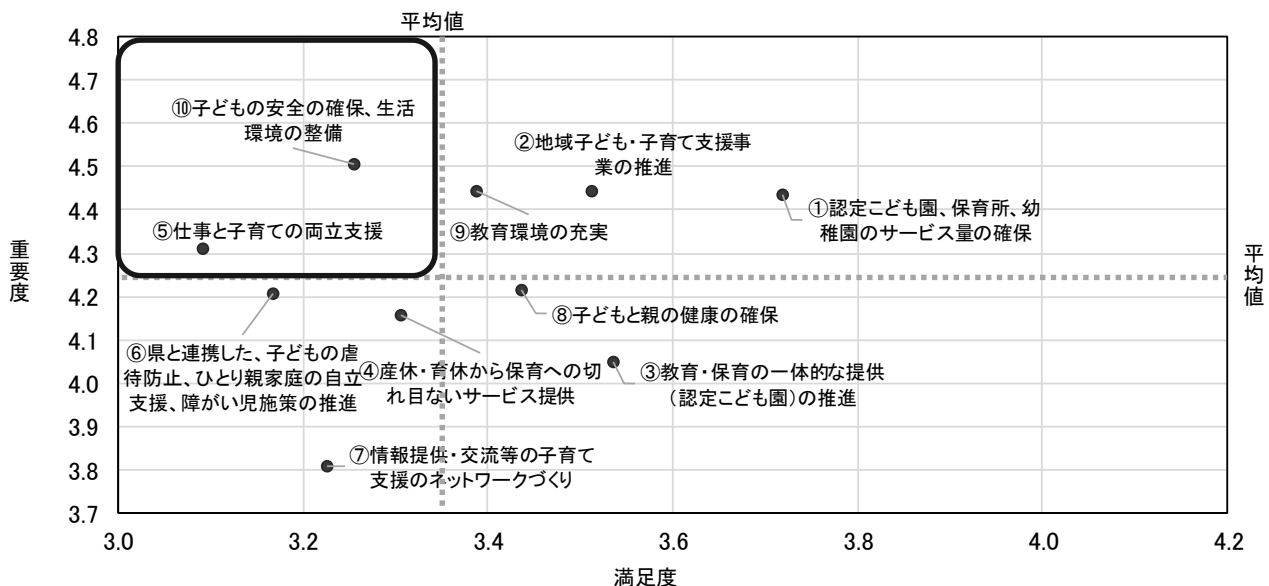 平均値
4.8
4.7
4.6
4.5
4.4
4.3
4.2
4.1
4.0
3.9
3.8
3.7
重要度
⑩子どもの安全の確保、生活
環境の整備
②地域子ども・子育て支援事
業の推進
①認定こども園、保育所、幼
稚園のサービス量の確保
⑤仕事と子育ての両立支援
⑨教育環境の充実
平均値
⑧子どもと親の健康の確保
⑥県と連携した、子どもの虐
待防止、ひとり親家庭の自立
支援、障がい児施策の推進
④産休・育休から保育への切
れ目ないサービス提供
③教育・保育の一体的な提供
（認定こども園）の推進
⑦情報提供・交流等の子育て
支援のネットワークづくり
3.0 3.2 3.4 3.6 3.8 4.0 4.2
満足度